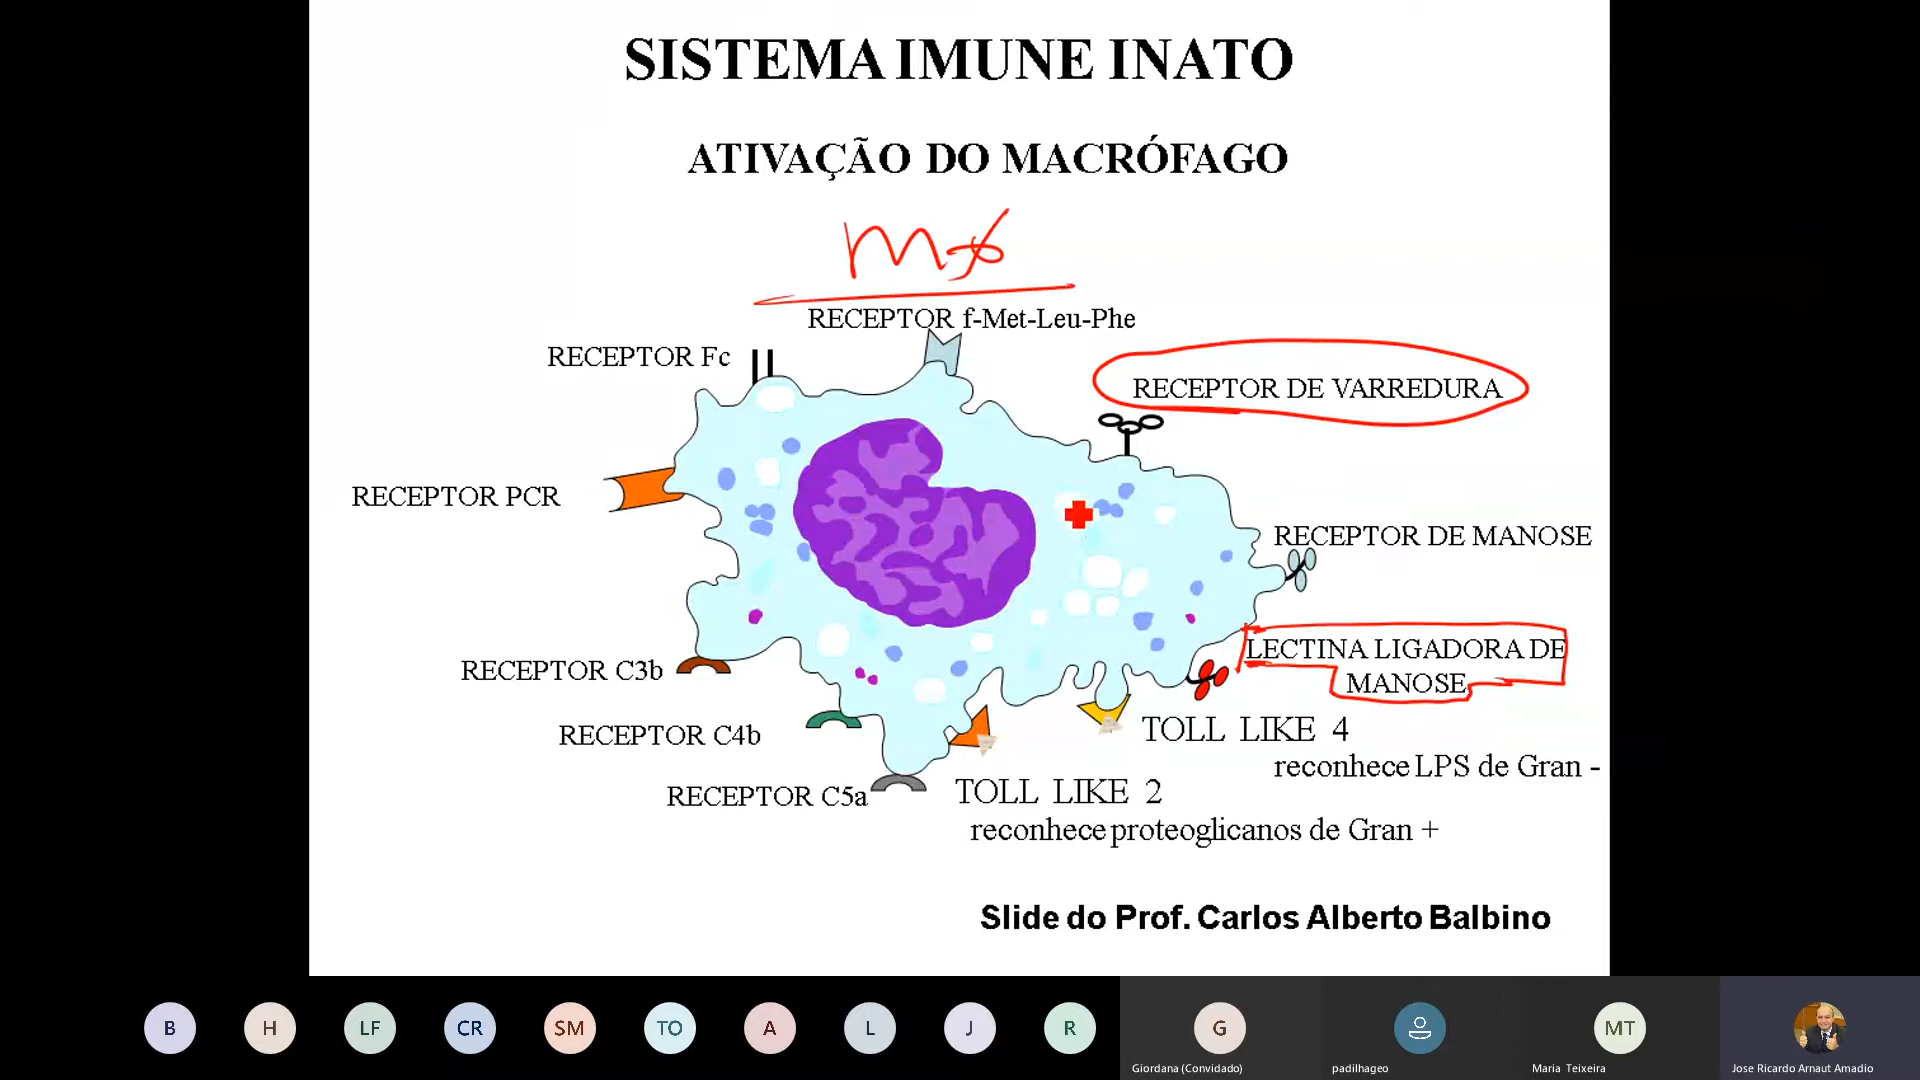 SISTEMA IMUNE INATO
ATIVAÇÃO DO MACRÓFAGO
RECEPTOR f-Met-Leu-Phe
RECEPTOR Fc
RECEPTOR DE VARREDURA
RECEPTOR PCR
RECEPTOR DE MANOSE
LECTINA LIGADORA DE
MANOSE
RECEPTOR C3b
RECEPTOR C4b
TOLL LIKE 4
reconhece LPS de Gran -
RECEPTOR C5a
TOLL LIKE 2
reconhece proteoglicanos de Gran +
Slide do Prof. Carlos Alberto Balbino
B H LF CR SM TO A L J R G MT
Giordana (Convidado) padilhageo Maria Teixeira Jose Ricardo Arnaut Amadio